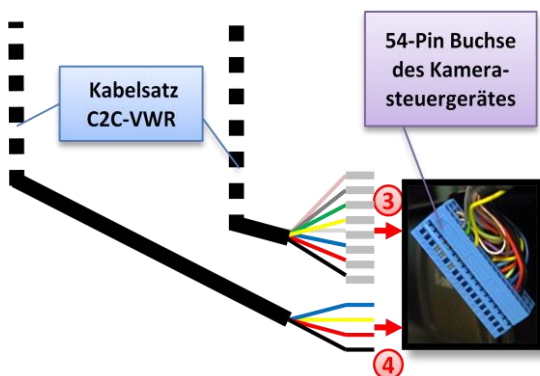 Kabelsatz
C2C-VWR
54-Pin Buchse
des Kamera-
steuergerätes
3
4